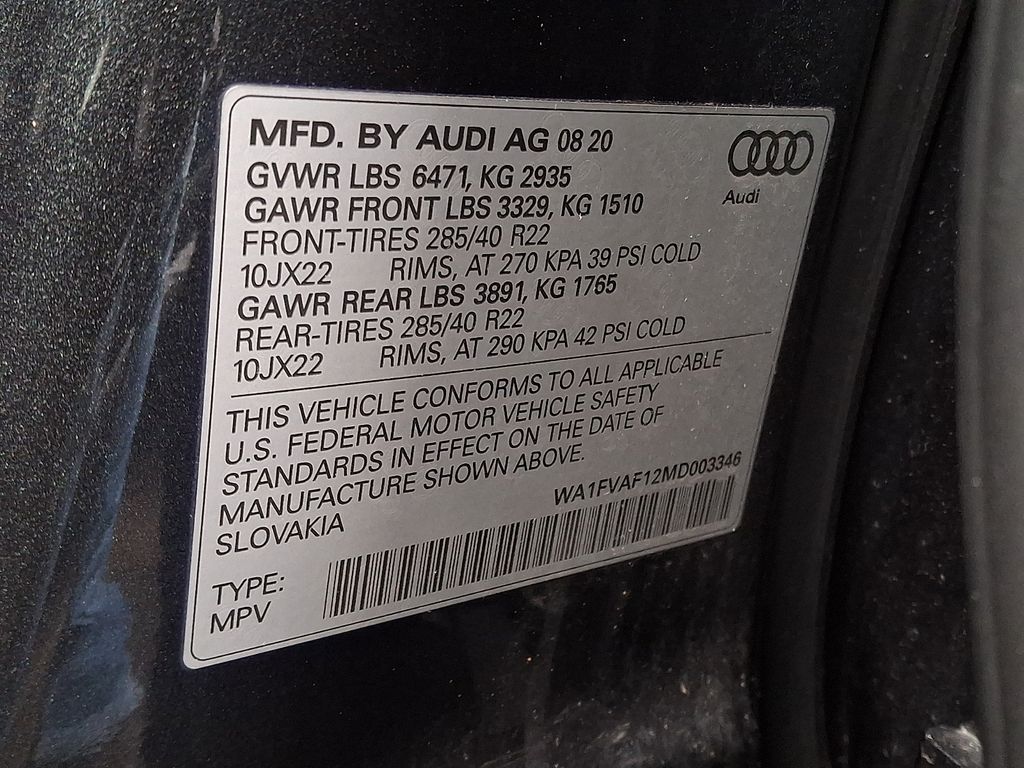 MFD. BY AUDI AG 08 20
GVWR LBS 6471, KG 2935
GAWR FRONT LBS 3329, KG 1510
FRONT-TIRES 285/40 R22
10JX22 RIMS, AT 270 KPA 39 PSI COLD
GAWR REAR LBS 3891, KG 1765
REAR-TIRES 285/40 R22
10JX22 RIMS, AT 290 KPA 42 PSI COLD
Audi
THIS VEHICLE CONFORMS TO ALL APPLICABLE
U.S. FEDERAL MOTOR VEHICLE SAFETY
STANDARDS IN EFFECT ON THE DATE OF
MANUFACTURE SHOWN ABOVE.
SLOVAKIA
WA1FVAF12MD003346
TYPE:
MPV